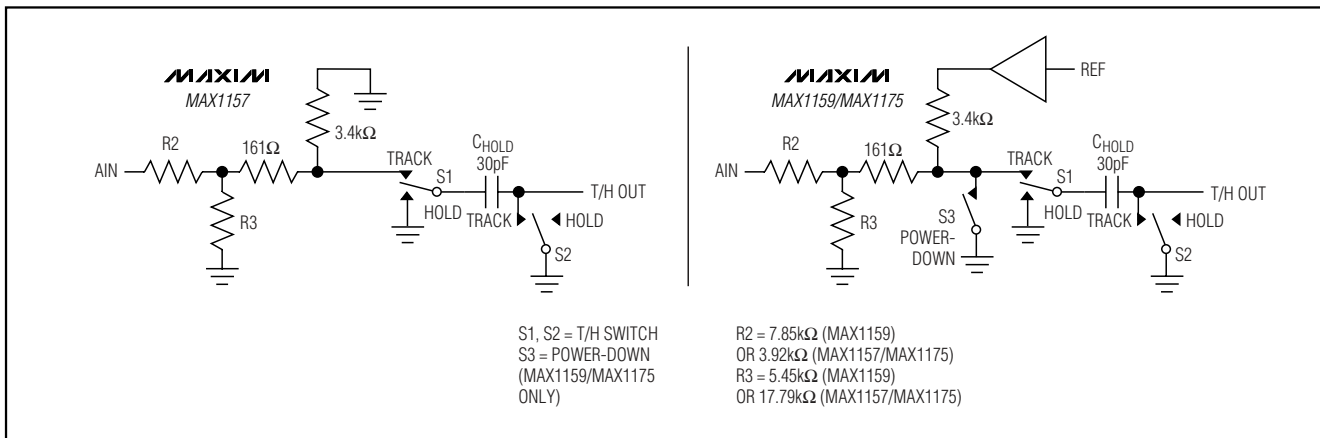 MAXIM
MAX1157
3.4kΩ
R2
161Ω
AIN
R3
TRACK
S1
HOLD
CHOLD
30pF
TRACK
HOLD
S2
T/H OUT
MAXIM
MAX1159/MAX1175
REF
3.4kΩ
R2
161Ω
AIN
R3
S3
POWER-
DOWN
TRACK
S1
HOLD
CHOLD
30pF
TRACK
HOLD
S2
T/H OUT
S1, S2 = T/H SWITCH
S3 = POWER-DOWN
(MAX1159/MAX1175
ONLY)
R2 = 7.85kΩ (MAX1159)
OR 3.92kΩ (MAX1157/MAX1175)
R3 = 5.45kΩ (MAX1159)
OR 17.79kΩ (MAX1157/MAX1175)